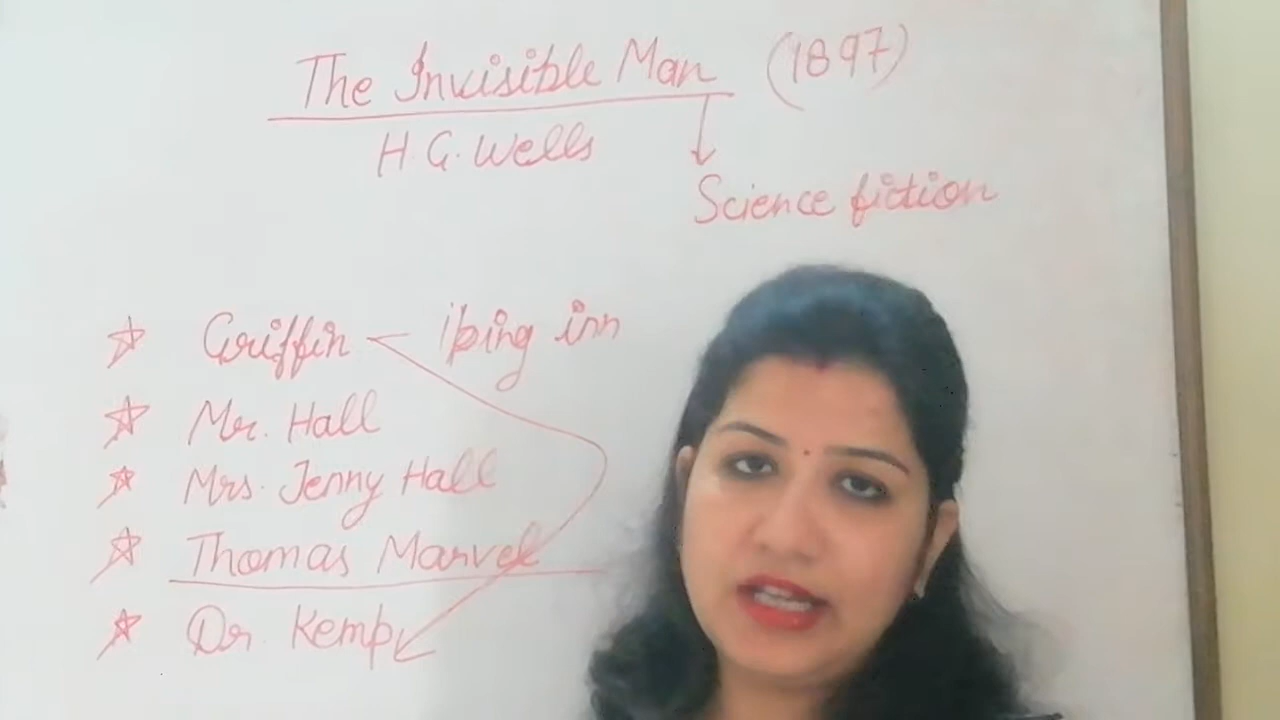 The Invisible Man (1897)
H. G. Wells
Science fiction
Griffin Iping inn
Mr. Hall
Mrs. Jenny Hall
Thomas Marvel
Dr Kemp